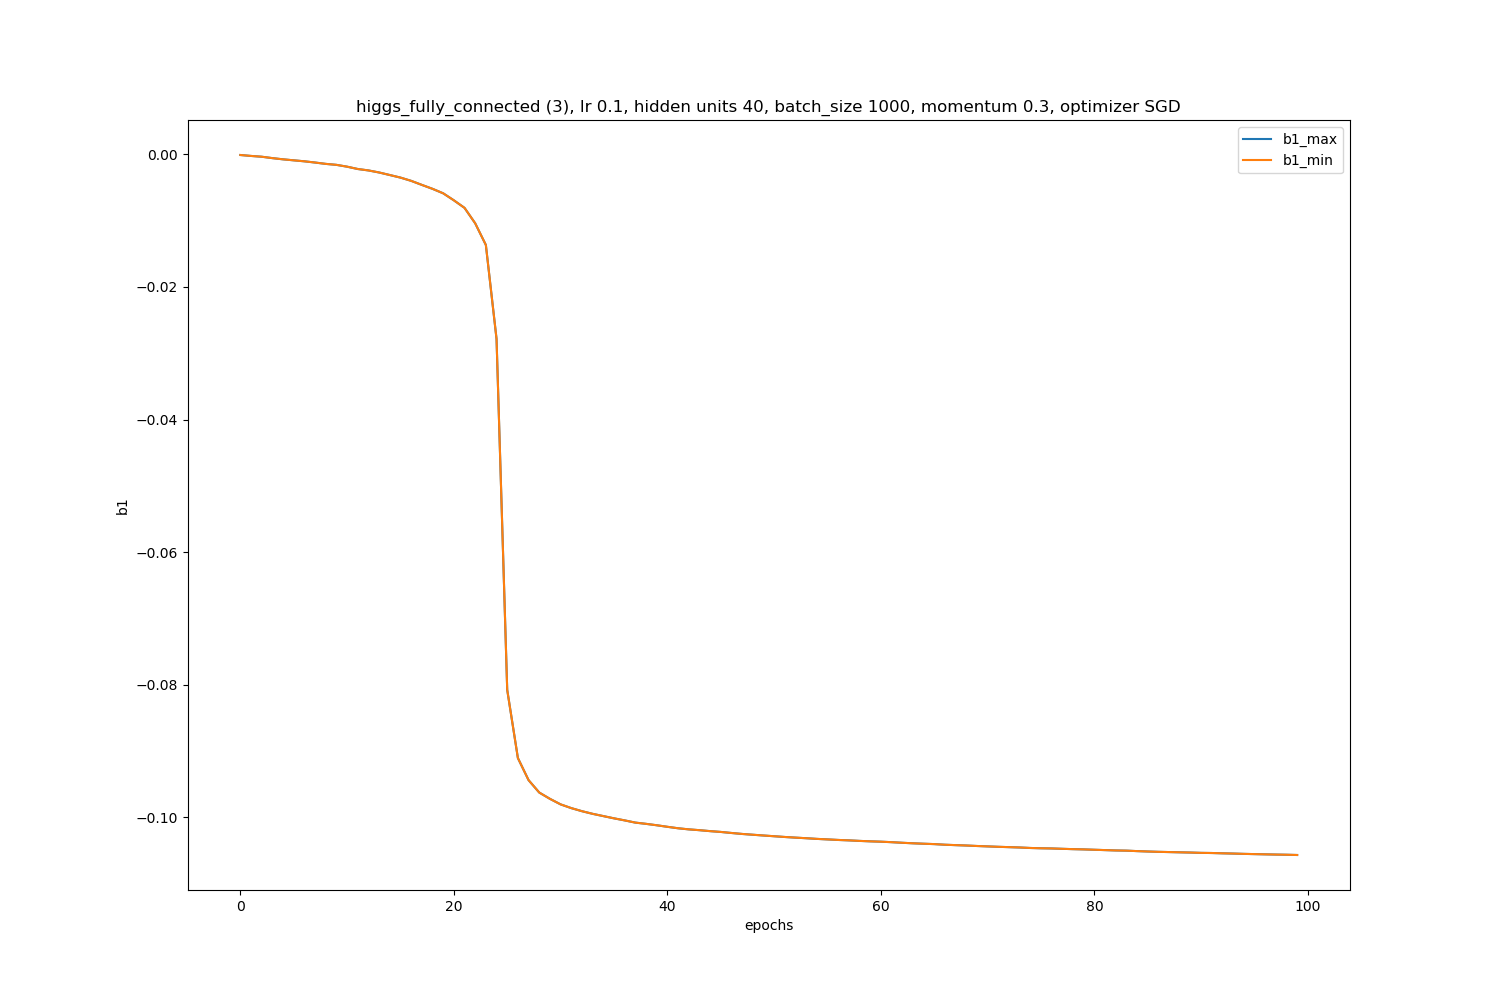 higgs_fully_connected (3), lr 0.1, hidden units 40, batch_size 1000, momentum 0.3, optimizer SGD
b1_max
b1_min
0.00
−0.02
−0.04
−0.06
−0.08
−0.10
b1
0 20 40 60 80 100
epochs